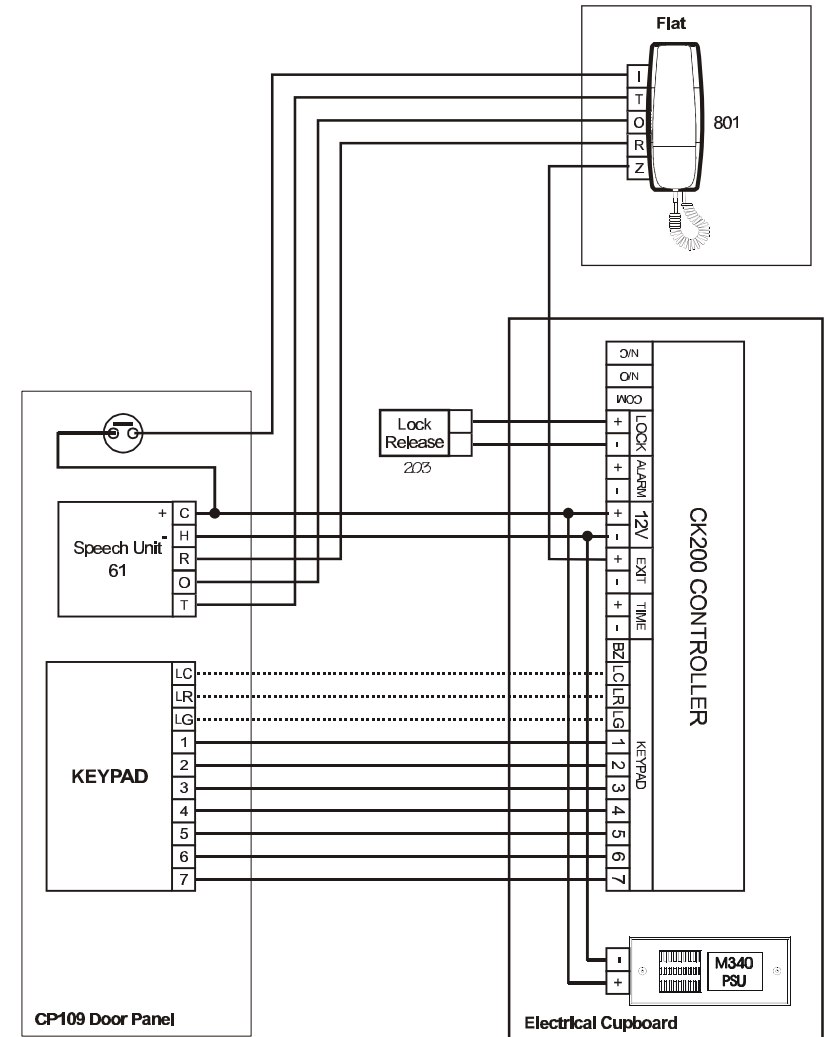 Flat
I
T
O
R
Z
801
N/C
N/O
COM
+
-
LOCK
+
-
ALARM
+
-
12V
+
-
EXIT
+
-
TIME
BZ
LC
LR
LG
1
2
3
4
5
6
7
KEYPAD
CK200 CONTROLLER
Lock
Release
203
+
-
Speech Unit
61
C
H
R
O
T
KEYPAD
LC
LR
LG
1
2
3
4
5
6
7
-
+
M340
PSU
CP109 Door Panel
Electrical Cupboard